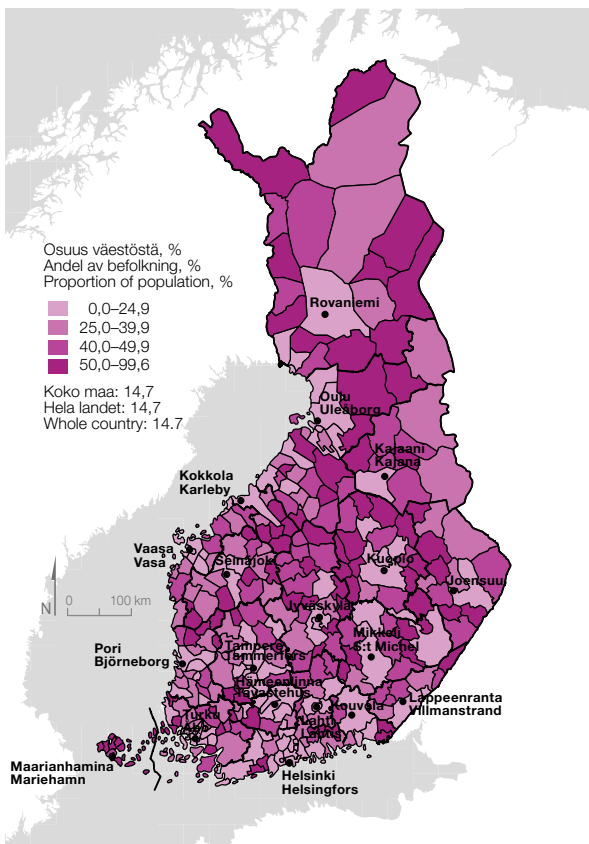 Osuus väestöstä, %
Andel av befolkning, %
Proportion of population, %
0,0–24,9
25,0–39,9
40,0–49,9
50,0–99,6
Koko maa: 14,7
Hela landet: 14,7
Whole country: 14.7
Rovaniemi
Oulu
Uleåborg
Kajaani
Kajana
Kokkola
Karleby
Vaasa
Vasa
Seinäjoki
Kuopio
Joensuu
N
0 100 km
Jyväskylä
Mikkeli
S:t Michel
Pori
Björneborg
Tampere
Tammerfors
Hämeenlinna
Tavastehus
Lappeenranta
Villmanstrand
Kouvola
Lahti
Lahtis
Turku
Åbo
Maarianhamina
Mariehamn
Helsinki
Helsingfors